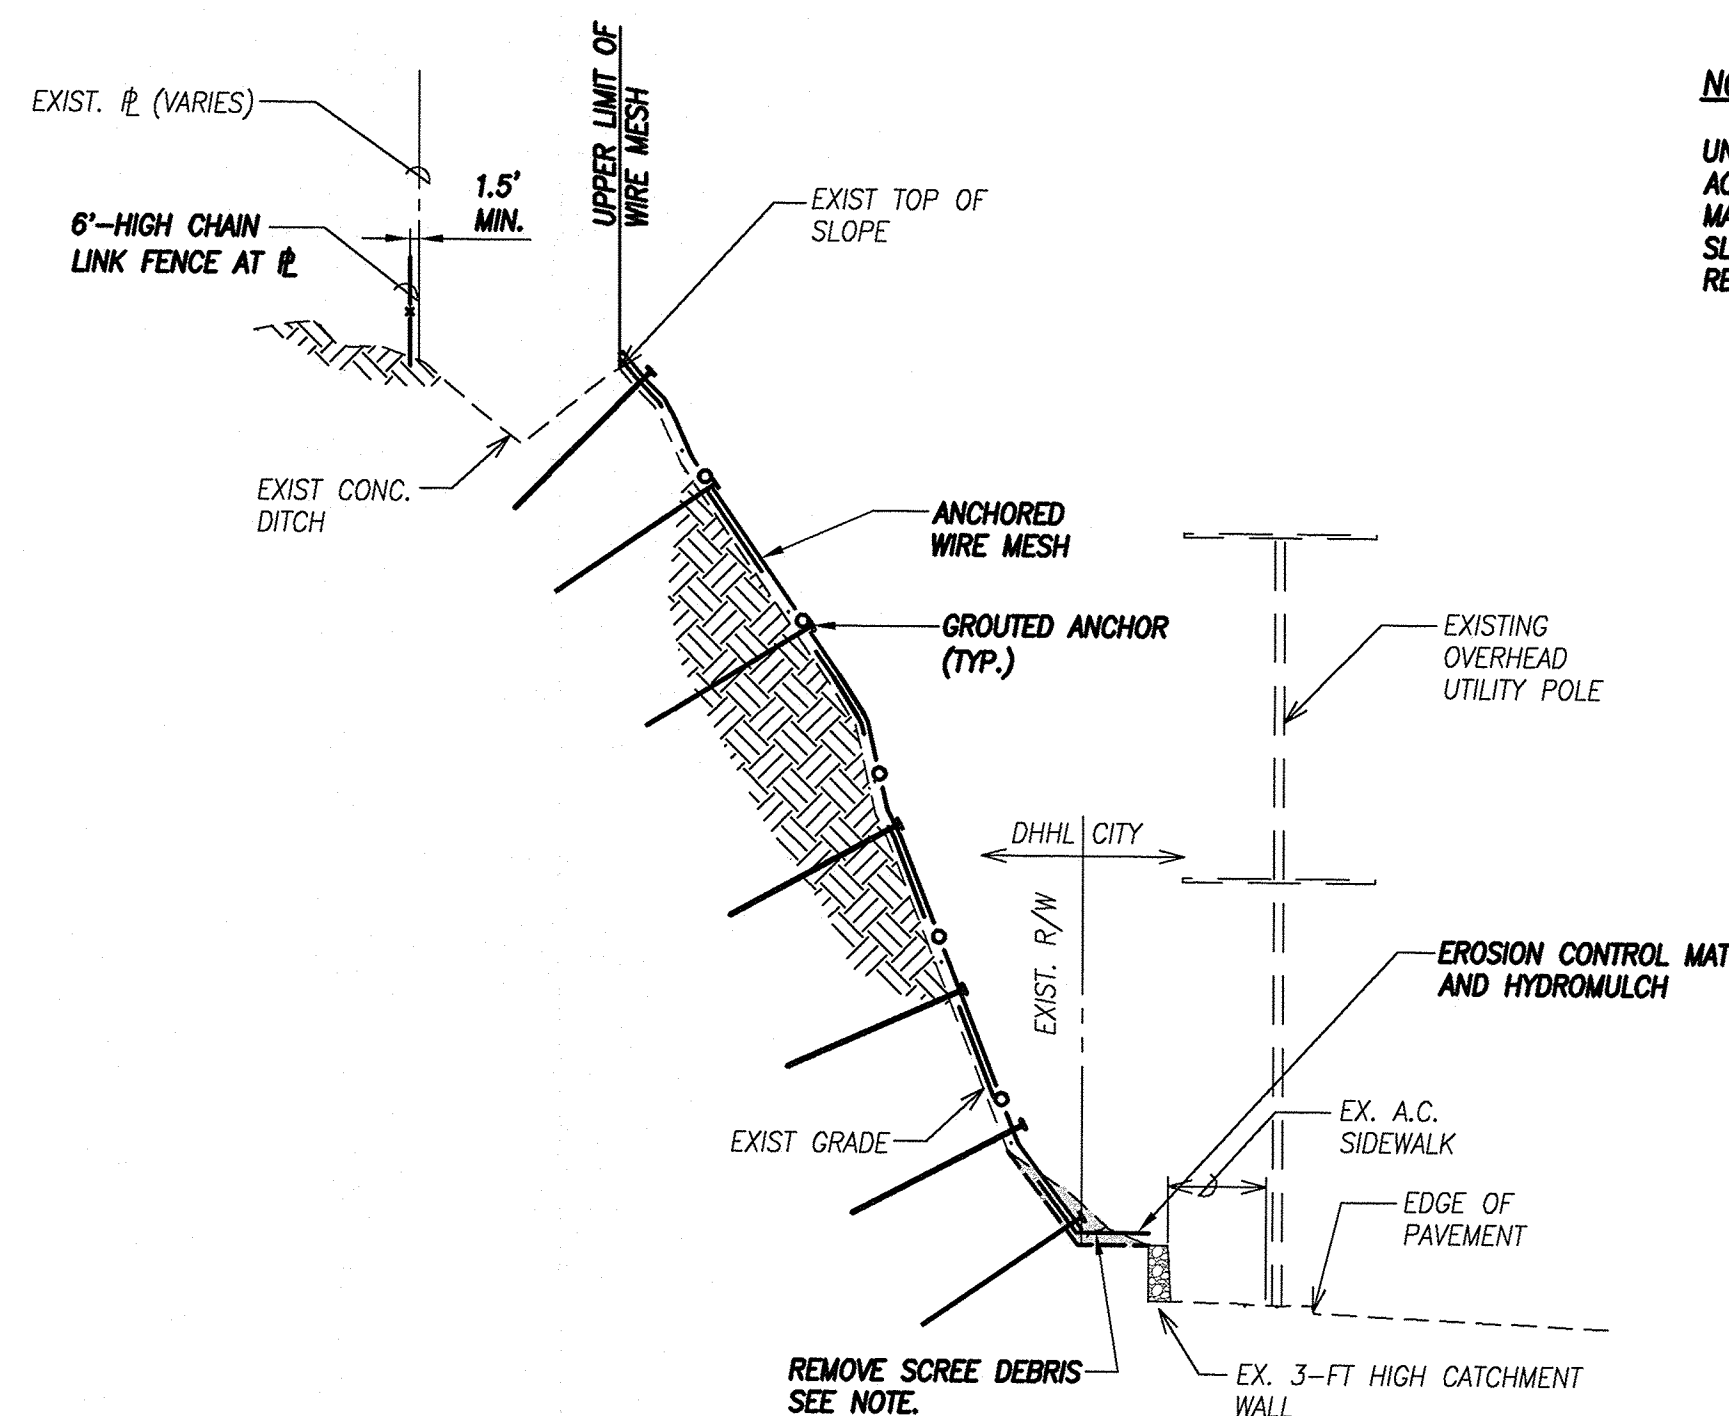 EXIST. ℙL (VARIES)
6'-HIGH CHAIN
LINK FENCE AT ℙL
1.5'
MIN.
UPPER LIMIT OF
WIRE MESH
EXIST TOP OF
SLOPE
EXIST CONC.
DITCH
ANCHORED
WIRE MESH
GROUTED ANCHOR
(TYP.)
EXISTING
OVERHEAD
UTILITY POLE
DHHL CITY
EXIST. R/W
EROSION CONTROL MAT
AND HYDROMULCH
EXIST GRADE
EX. A.C.
SIDEWALK
EDGE OF
PAVEMENT
REMOVE SCREE DEBRIS
SEE NOTE.
EX. 3-FT HIGH CATCHMENT
WALL